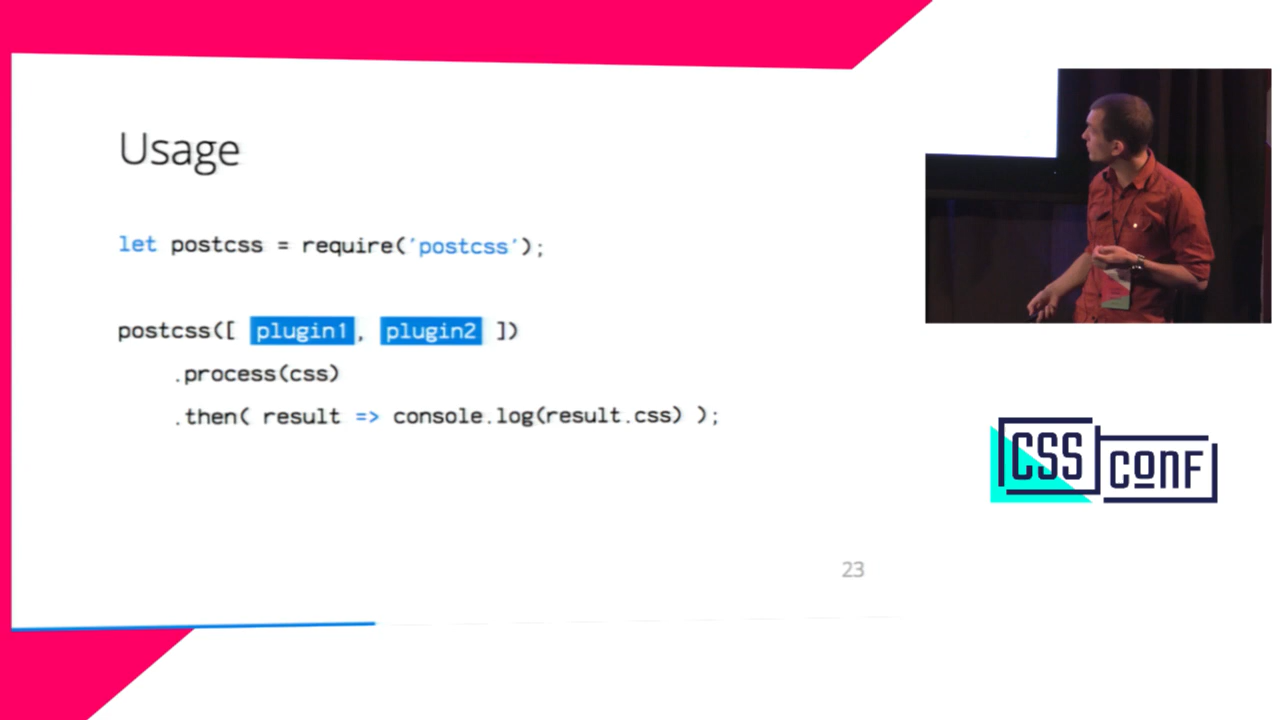 Usage
let postcss = require('postcss');
postcss([ plugin1, plugin2 ])
.process(css)
.then( result => console.log(result.css) );
23
CSS
CONF